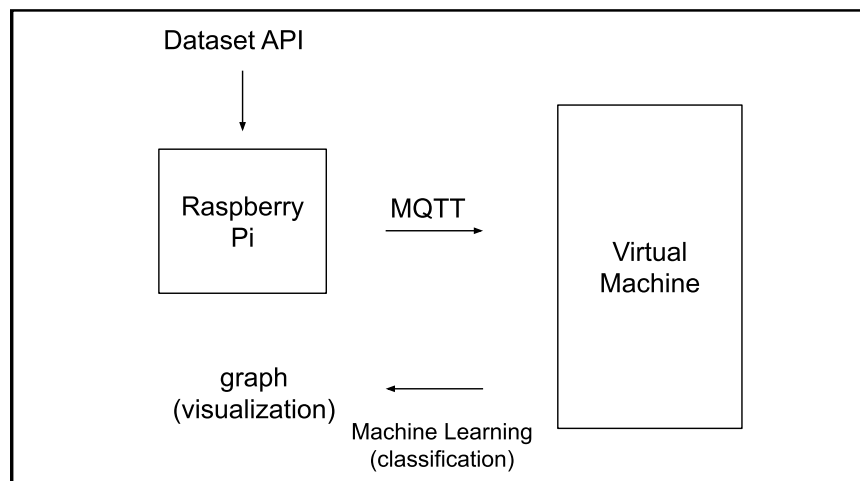 Dataset API
Raspberry
Pi
MQTT
Virtual
Machine
graph
(visualization)
Machine Learning
(classification)